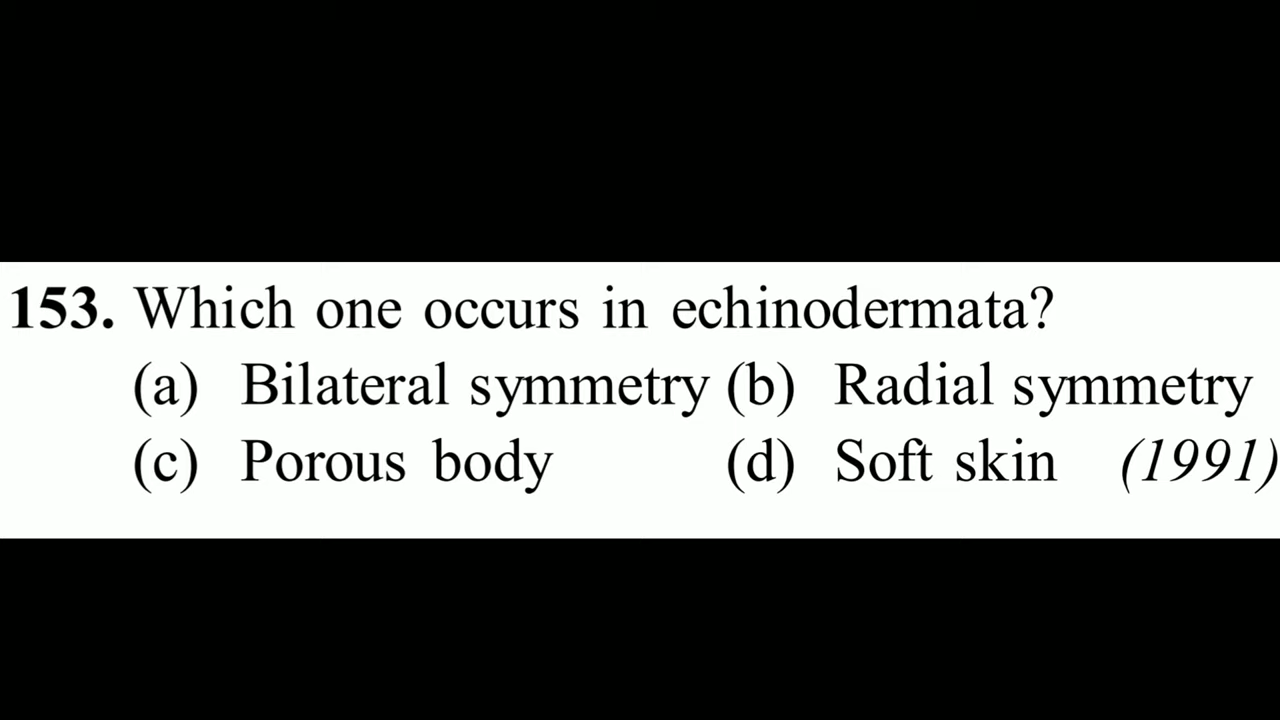 153. Which one occurs in echinodermata?
(a) Bilateral symmetry (b) Radial symmetry
(c) Porous body (d) Soft skin (1991)